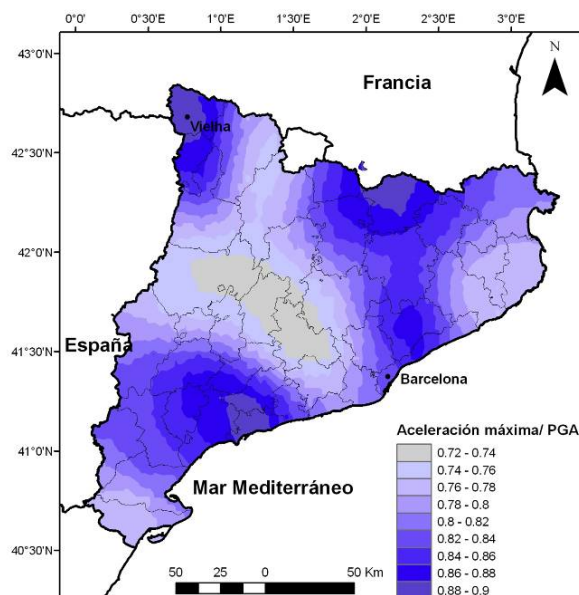 0°0' 0°30'E 1°0'E 1°30'E 2°0'E 2°30'E 3°0'E
43°0'N
N
Francia
Vielha
42°30'N
42°0'N
España
41°30'N
Barcelona
Aceleración máxima/ PGA
0.72 - 0.74
0.74 - 0.76
0.76 - 0.78
0.78 - 0.8
0.8 - 0.82
0.82 - 0.84
0.84 - 0.86
0.86 - 0.88
0.88 - 0.9
41°0'N
Mar Mediterráneo
40°30'N
50 25 0 50 Km